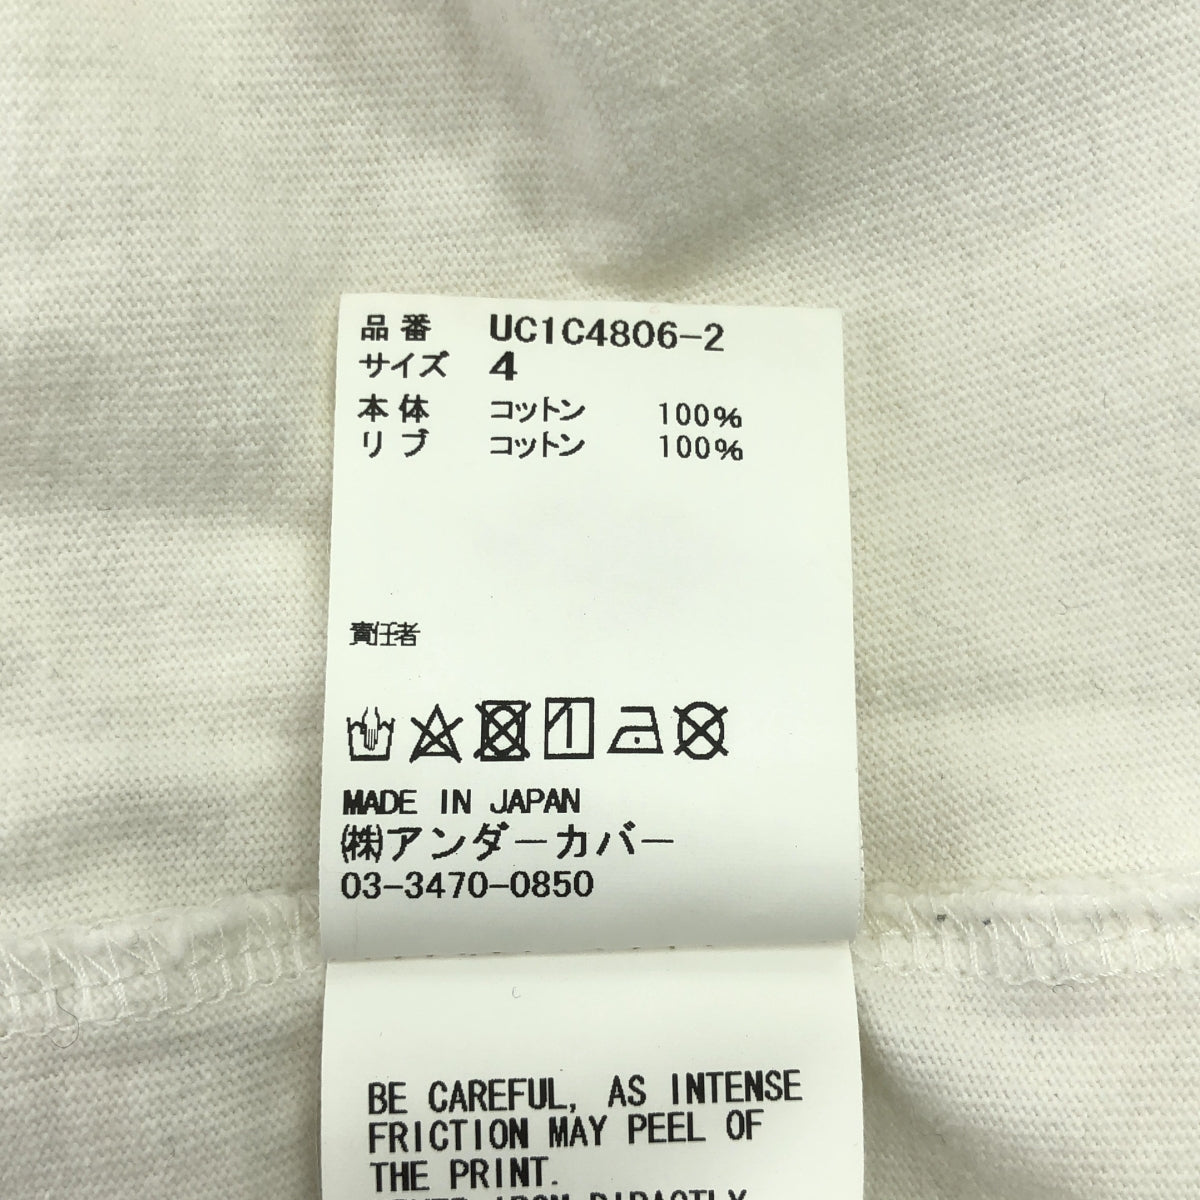 品番 UC1C4806-2
サイズ 4
本体 コットン 100%
リブ コットン 100%
責任者
MADE IN JAPAN
㈱アンダーカバー
03-3470-0850
BE CAREFUL, AS INTENSE
FRICTION MAY PEEL OF
THE PRINT.